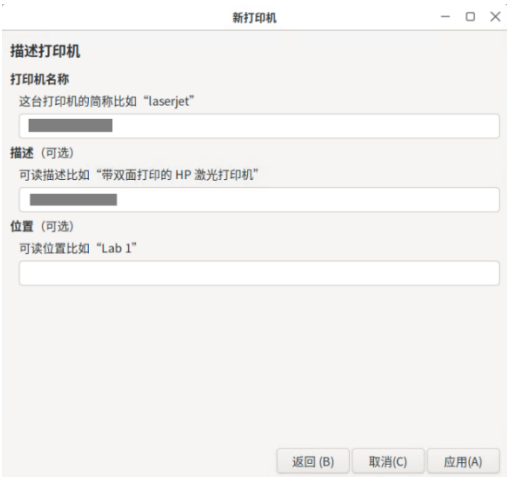 新打印机
描述打印机
打印机名称
这台打印机的简称比如“laserjet”
描述（可选）
可读描述比如“带双面打印的 HP 激光打印机”
位置（可选）
可读位置比如“Lab 1”
返回 (B) 取消(C) 应用(A)